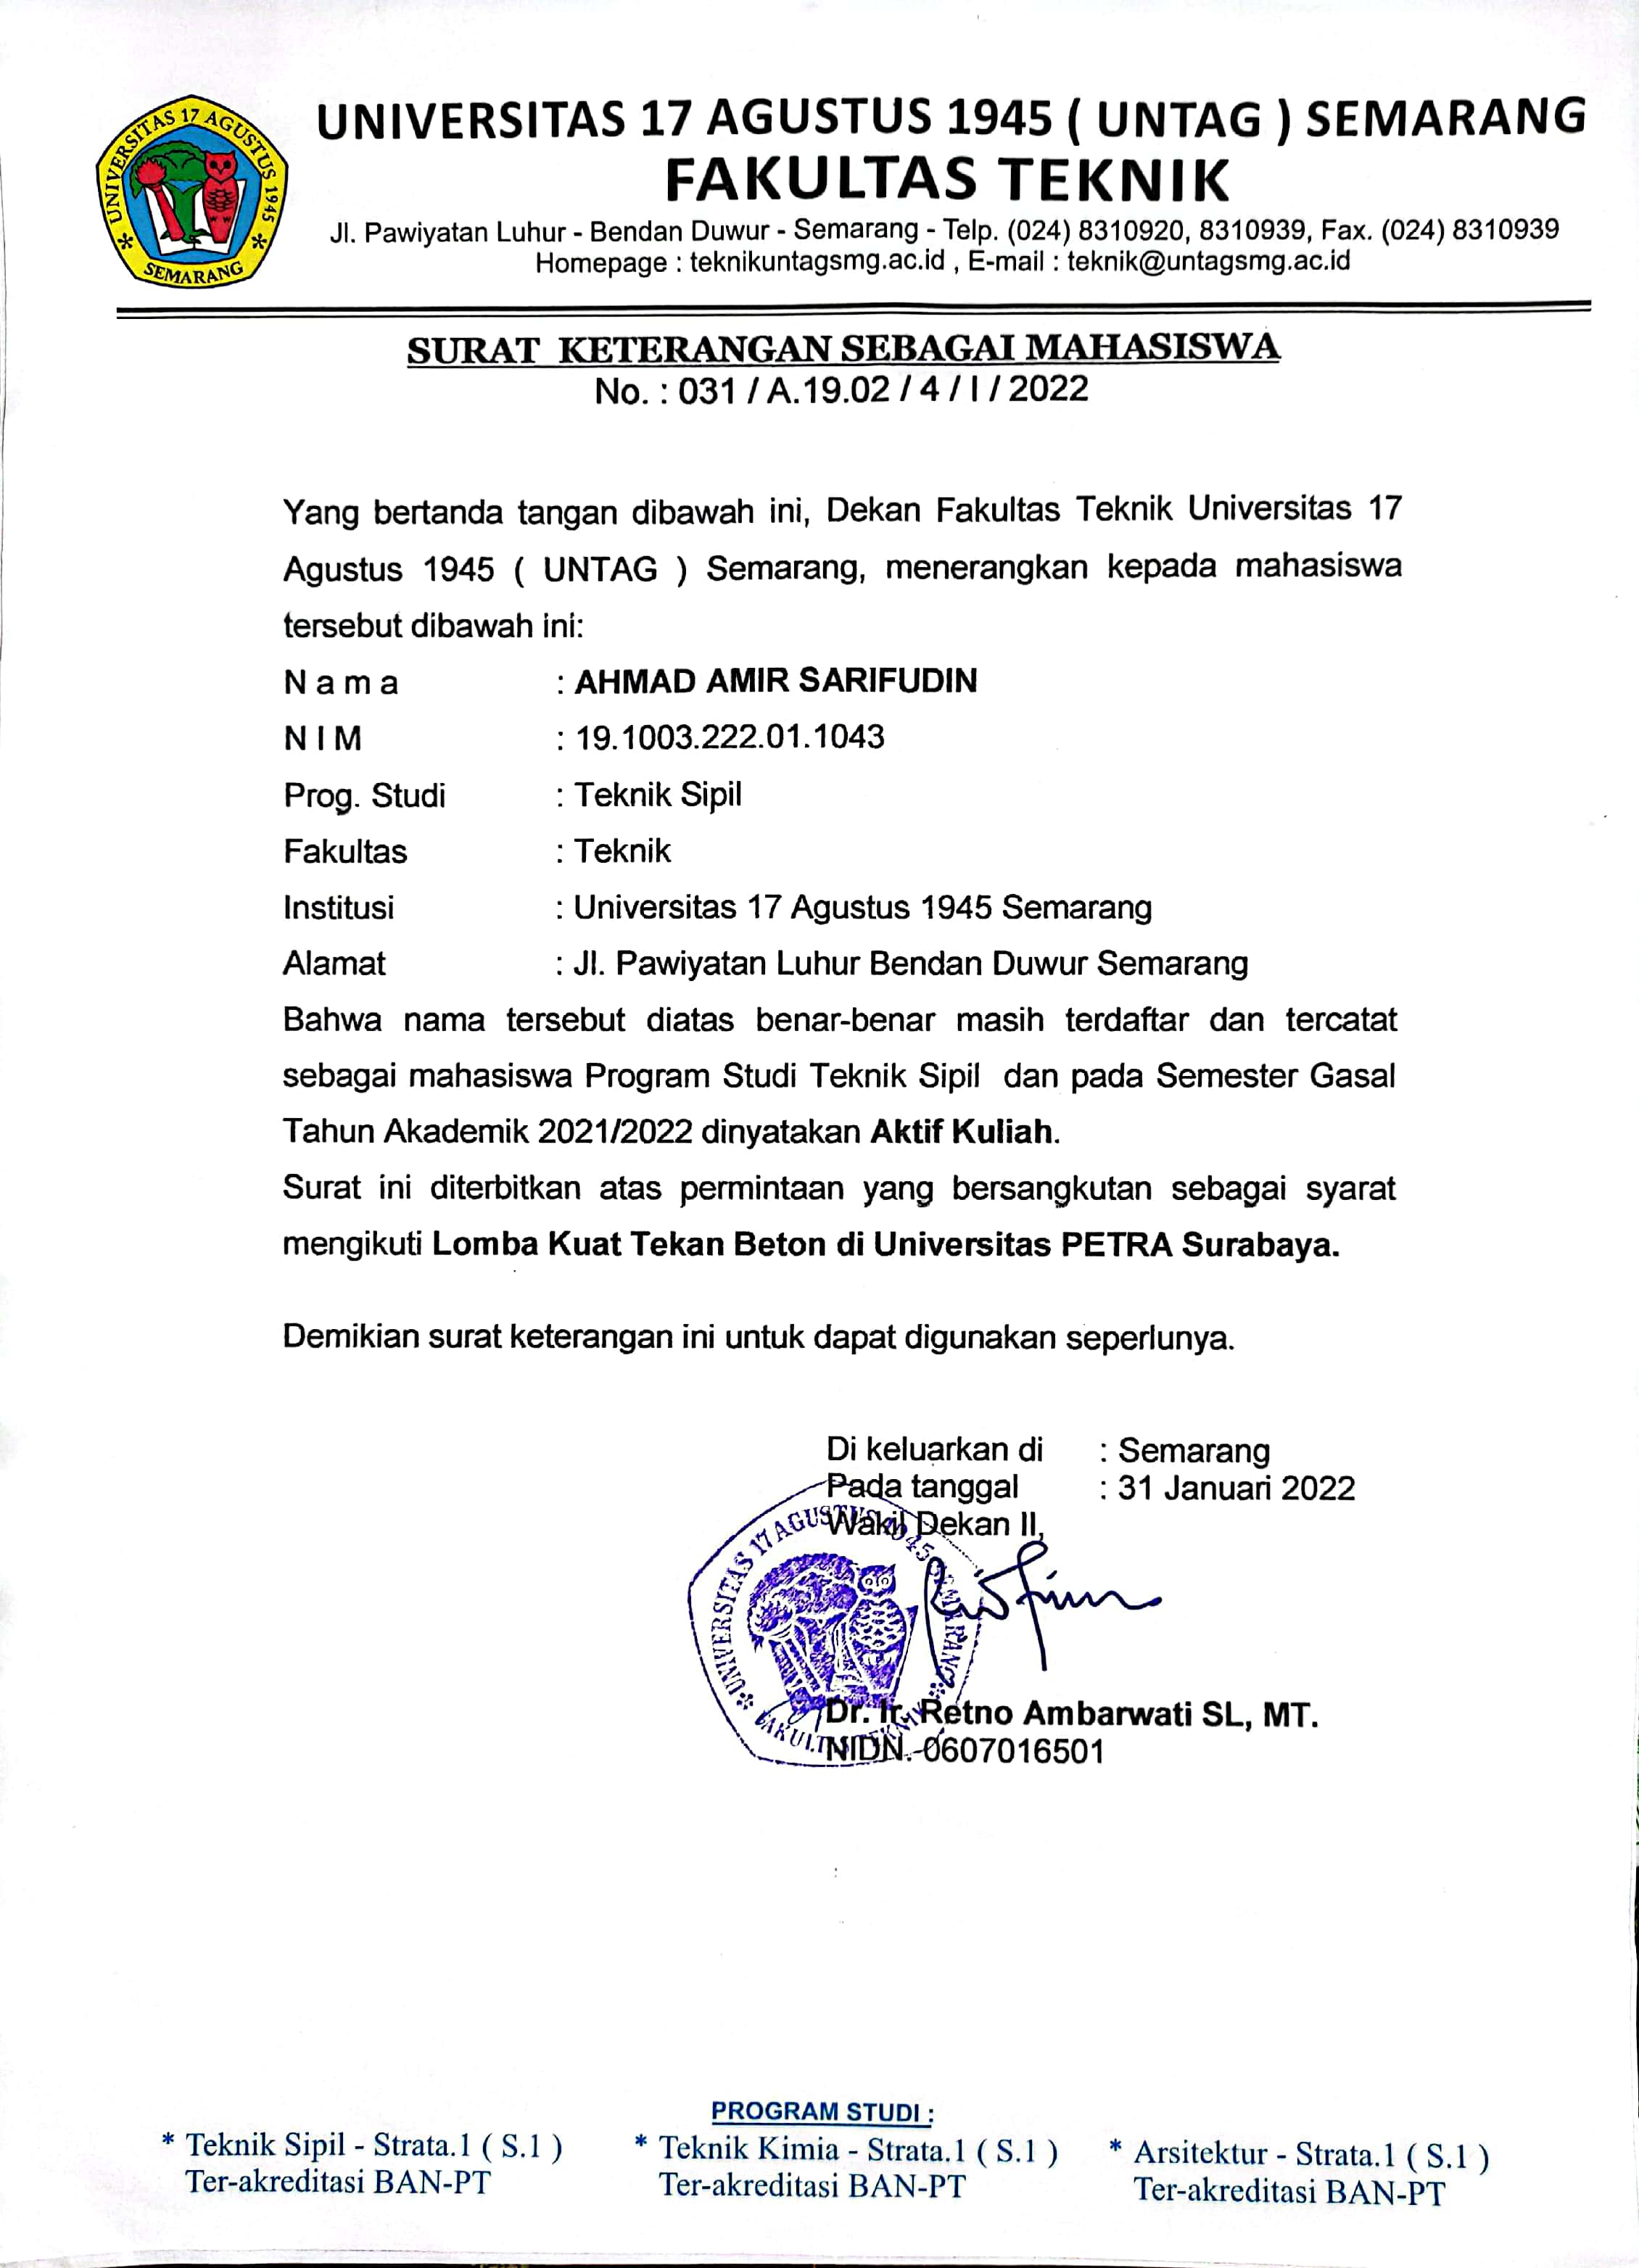 UNIVERSITAS 17 AGUSTUS 1945
SEMARANG
UNIVERSITAS 17 AGUSTUS 1945 ( UNTAG ) SEMARANG
FAKULTAS TEKNIK
Jl. Pawiyatan Luhur - Bendan Duwur - Semarang - Telp. (024) 8310920, 8310939, Fax. (024) 8310939
Homepage : teknikuntagsmg.ac.id , E-mail : teknik@untagsmg.ac.id
SURAT KETERANGAN SEBAGAI MAHASISWA
No. : 031 / A.19.02 / 4 / I / 2022
Yang bertanda tangan dibawah ini, Dekan Fakultas Teknik Universitas 17
Agustus 1945 ( UNTAG ) Semarang, menerangkan kepada mahasiswa
tersebut dibawah ini:
N a m a : AHMAD AMIR SARIFUDIN
N I M : 19.1003.222.01.1043
Prog. Studi : Teknik Sipil
Fakultas : Teknik
Institusi : Universitas 17 Agustus 1945 Semarang
Alamat : Jl. Pawiyatan Luhur Bendan Duwur Semarang
Bahwa nama tersebut diatas benar-benar masih terdaftar dan tercatat
sebagai mahasiswa Program Studi Teknik Sipil dan pada Semester Gasal
Tahun Akademik 2021/2022 dinyatakan Aktif Kuliah.
Surat ini diterbitkan atas permintaan yang bersangkutan sebagai syarat
mengikuti Lomba Kuat Tekan Beton di Universitas PETRA Surabaya.
Demikian surat keterangan ini untuk dapat digunakan seperlunya.
Di keluarkan di : Semarang
Pada tanggal : 31 Januari 2022
Wakil Dekan II,
UNIVERSITAS 17 AGUSTUS 1945 SEMARANG
FAKULTAS TEKNIK
Dr. Ir. Retno Ambarwati SL, MT.
NIDN. 0607016501
PROGRAM STUDI :
* Teknik Sipil - Strata.1 ( S.1 ) * Teknik Kimia - Strata.1 ( S.1 ) * Arsitektur - Strata.1 ( S.1 )
Ter-akreditasi BAN-PT Ter-akreditasi BAN-PT Ter-akreditasi BAN-PT